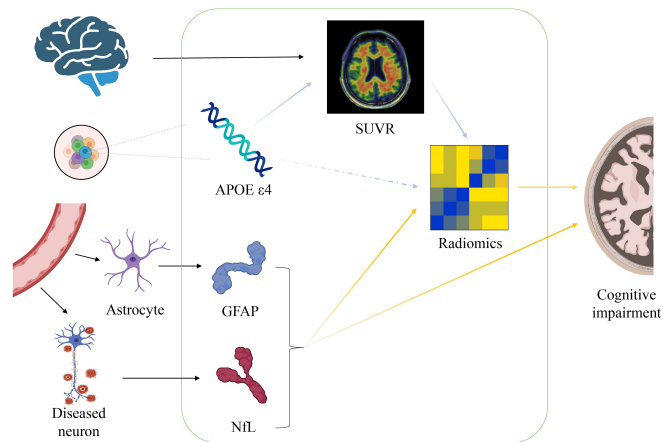 SUVR
APOE ε4
Radiomics
Astrocyte
GFAP
Cognitive
impairment
Diseased
neuron
NfL